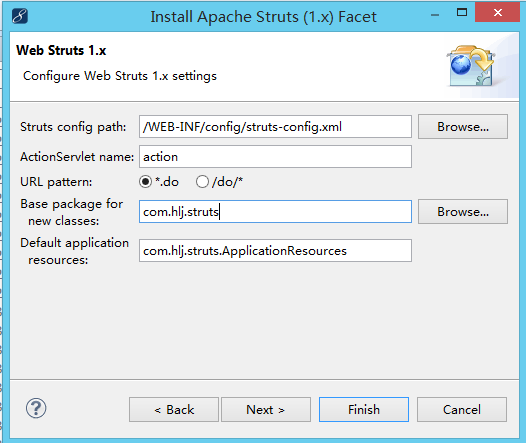 Install Apache Struts (1.x) Facet
Web Struts 1.x
Configure Web Struts 1.x settings
Struts config path: /WEB-INF/config/struts-config.xml Browse...
ActionServlet name: action
URL pattern: *.do /do/*
Base package for
new classes: com.hlj.struts Browse...
Default application
resources: com.hlj.struts.ApplicationResources
? < Back Next > Finish Cancel